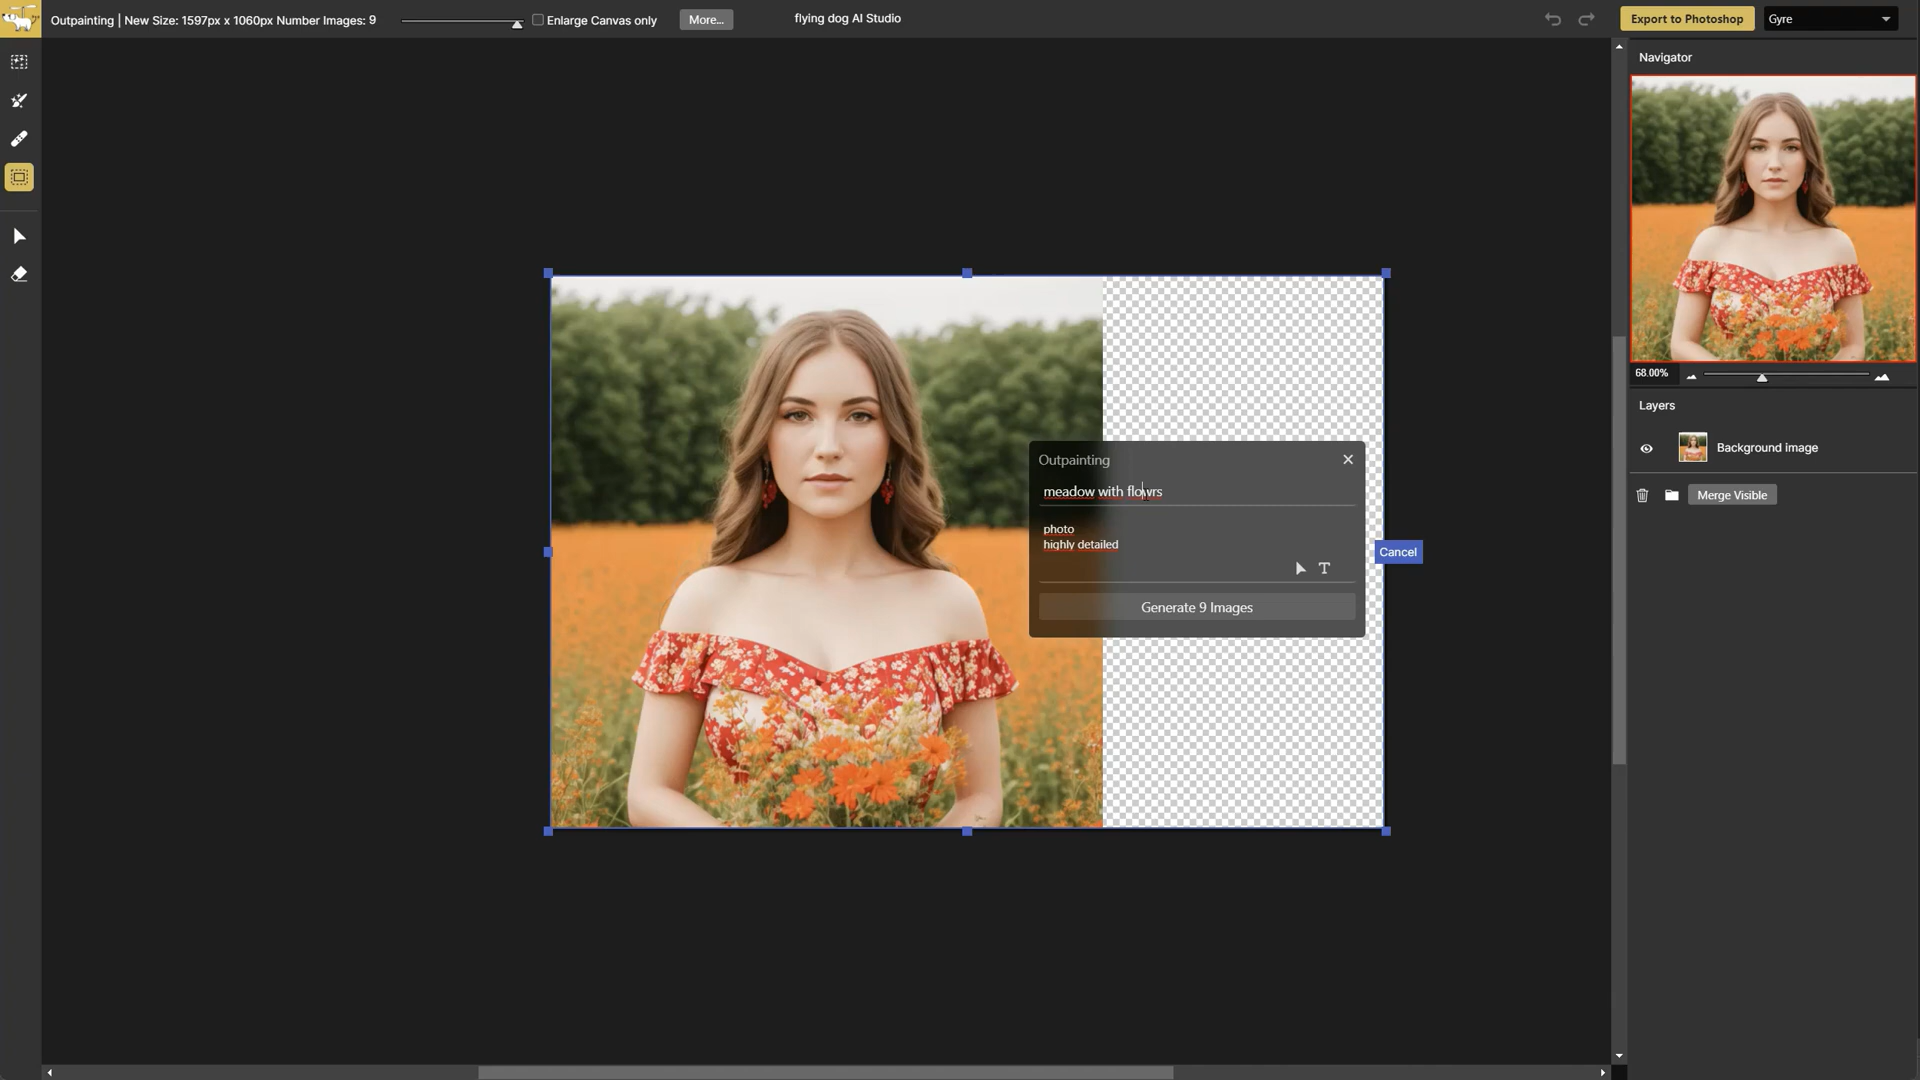 Outpainting | New Size: 1597px x 1060px Number Images: 9
Enlarge Canvas only
More...
flying dog AI Studio
Export to Photoshop
Gyre
Navigator
68.00%
Layers
Background image
Merge Visible
Outpainting
meadow with flowrs
photo
highly detailed
T
Generate 9 Images
Cancel